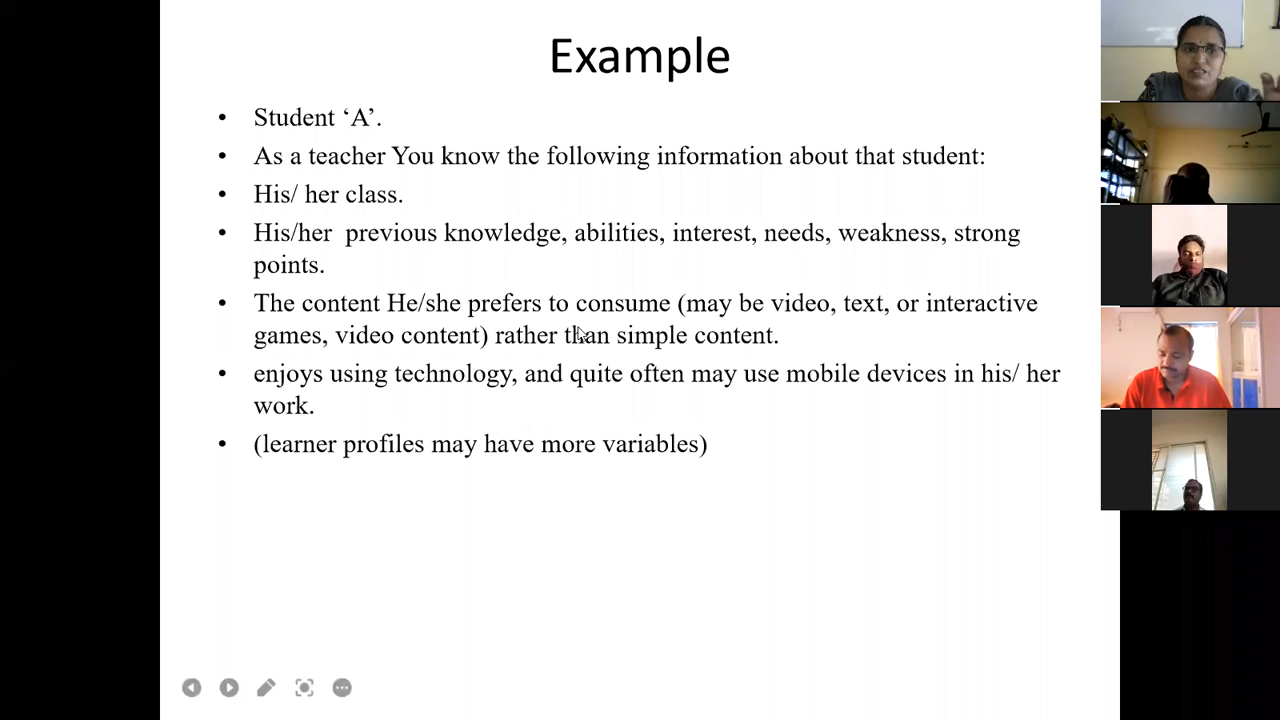 Example
• Student ‘A’.
• As a teacher You know the following information about that student:
• His/ her class.
• His/her previous knowledge, abilities, interest, needs, weakness, strong
points.
• The content He/she prefers to consume (may be video, text, or interactive
games, video content) rather than simple content.
• enjoys using technology, and quite often may use mobile devices in his/ her
work.
• (learner profiles may have more variables)